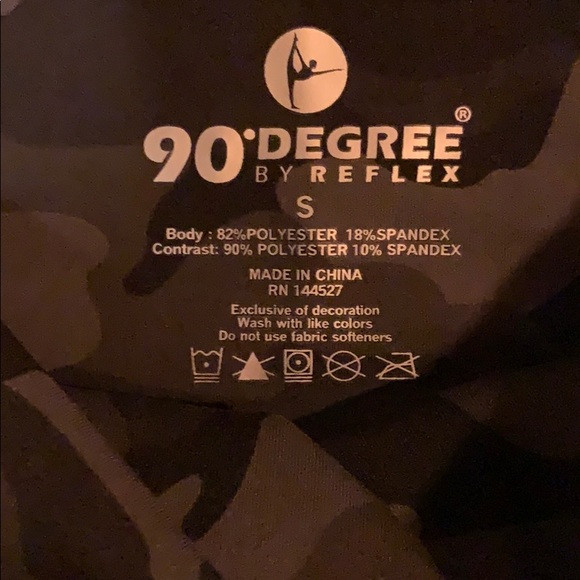 90°DEGREE®
BY REFLEX
S
Body : 82%POLYESTER 18%SPANDEX
Contrast: 90% POLYESTER 10% SPANDEX
MADE IN CHINA
RN 144527
Exclusive of decoration
Wash with like colors
Do not use fabric softeners